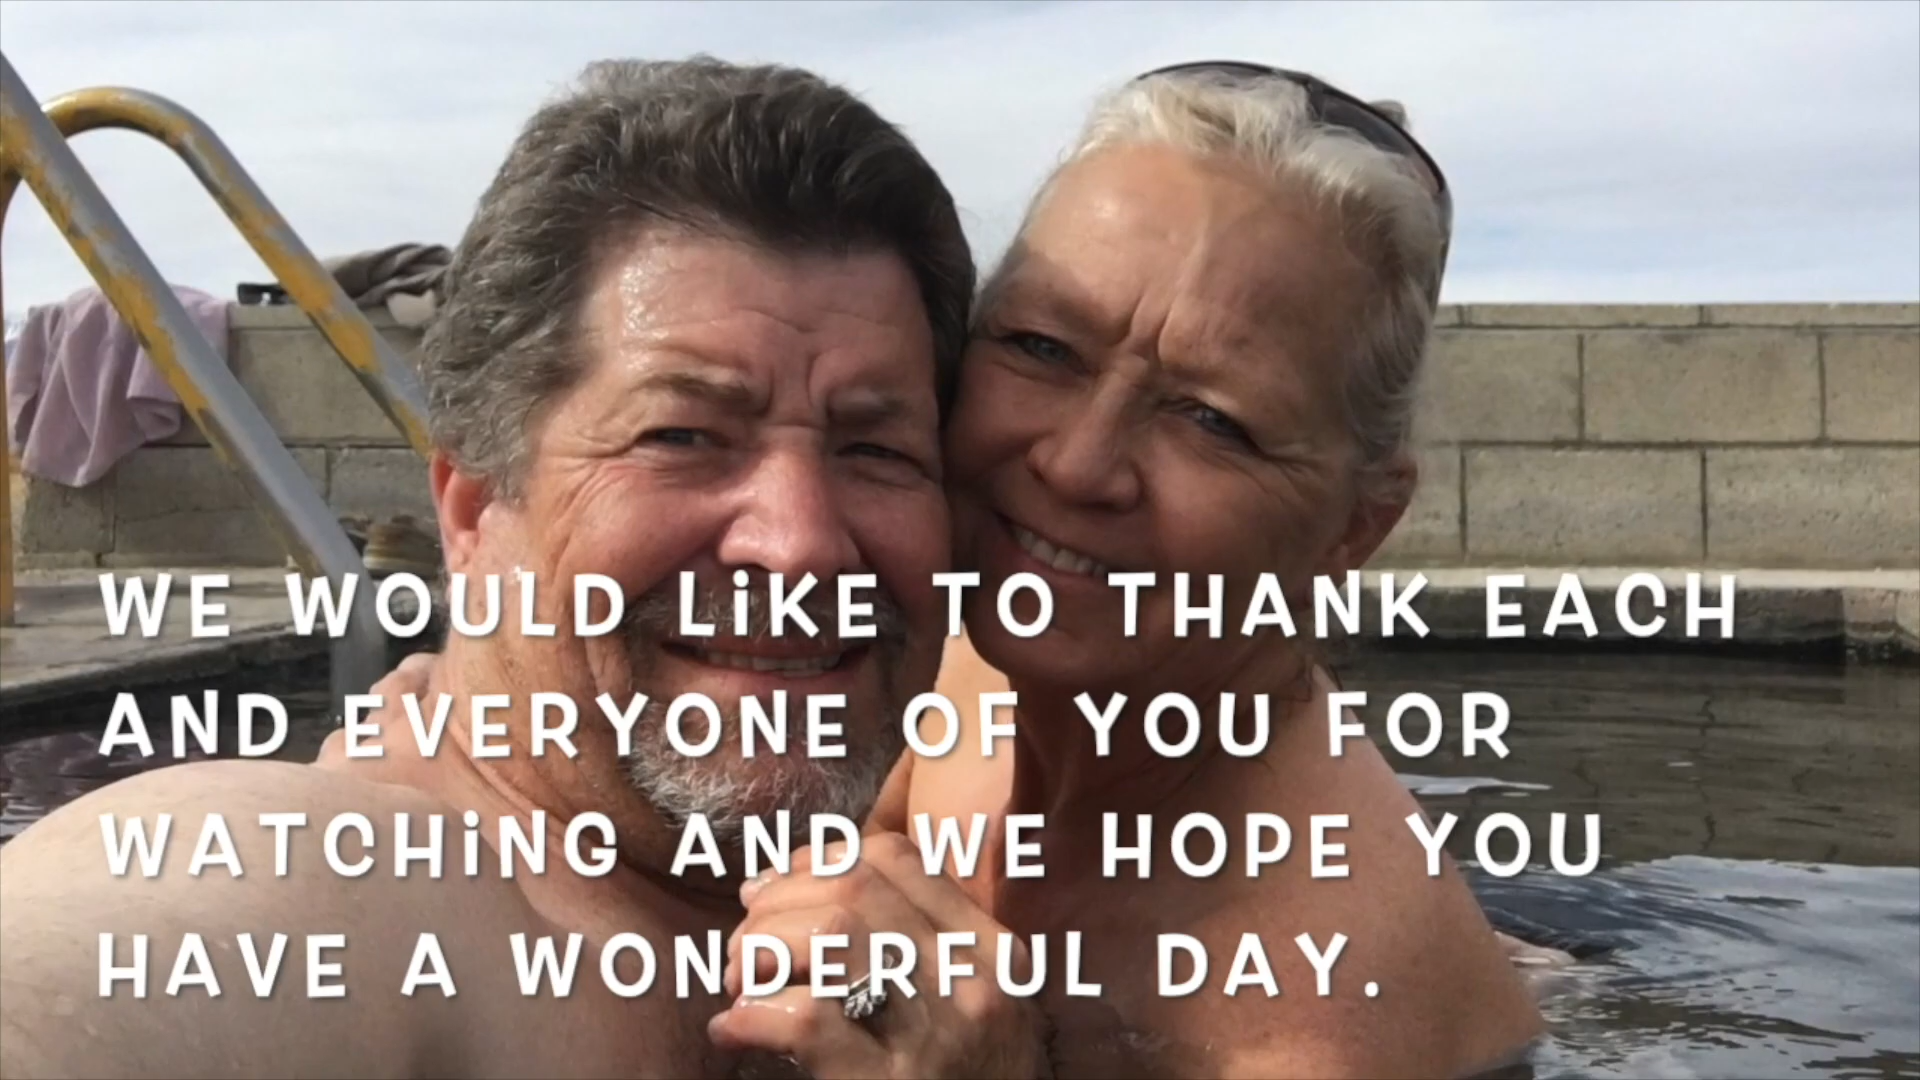 WE WOULD LiKE TO THANK EACH
AND EVERYONE OF YOU FOR
WATCHiNG AND WE HOPE YOU
HAVE A WONDERFUL DAY.